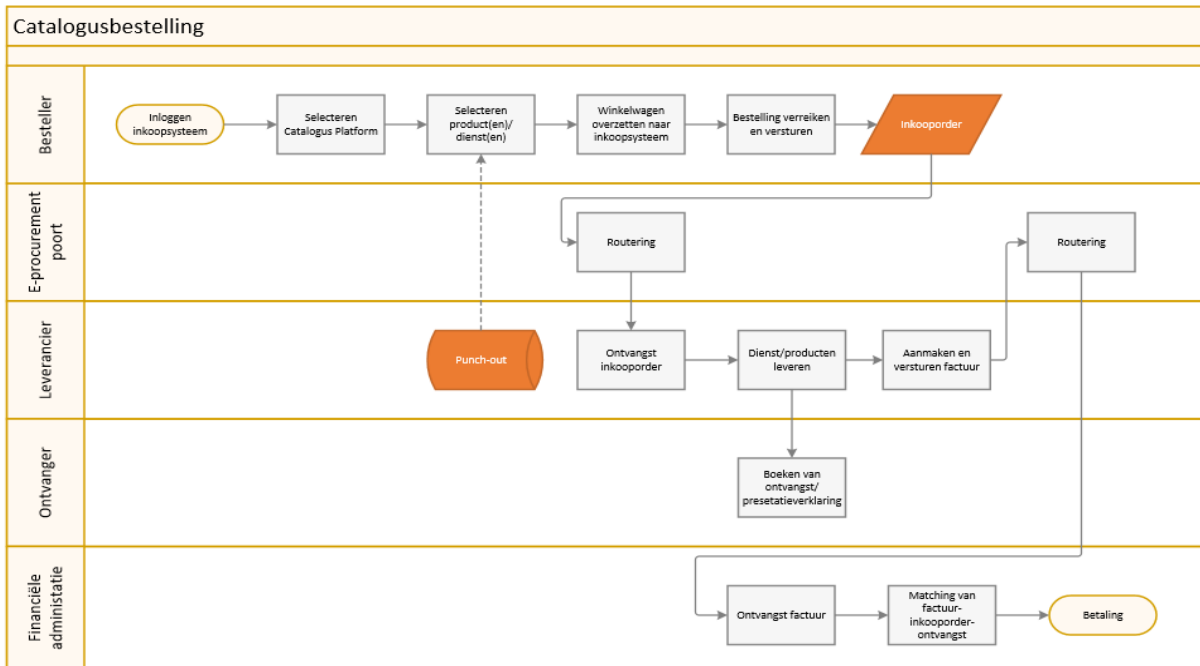 Catalogusbestelling
Besteller
Inloggen
inkoopsysteem
Selecteren
Catalogus Platform
Selecteren
product(en)/
dienst(en)
Winkelwagen
overzetten naar
inkoopsysteem
Bestelling verreiken
en versturen
Inkooporder
E-procurement
poort
Routering
Routering
Leverancier
Punch-out
Ontvangst
inkooporder
Dienst/producten
leveren
Aanmaken en
versturen factuur
Ontvanger
Boeken van
ontvangst/
presetatieverklaring
Financiële
administatie
Ontvangst factuur
Matching van
factuur-
inkooporder-
ontvangst
Betaling